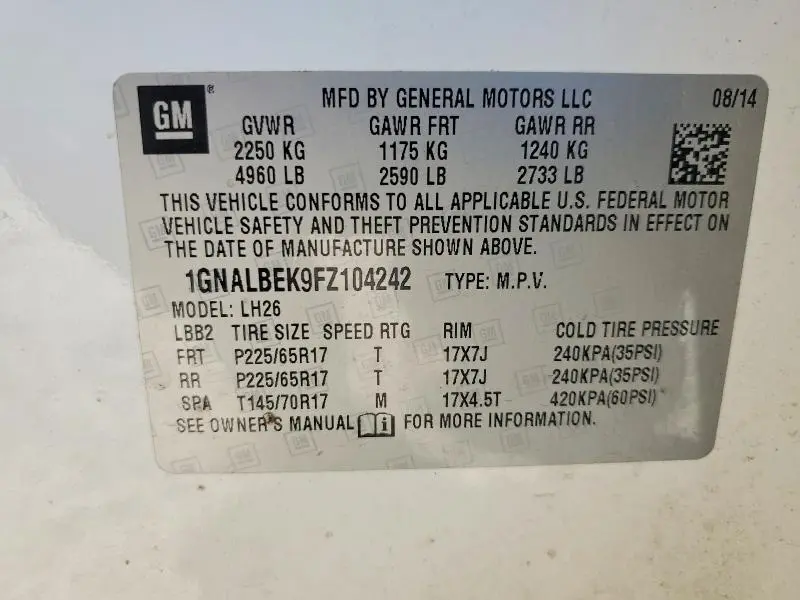 GM ® MFD BY GENERAL MOTORS LLC 08/14
GVWR GAWR FRT GAWR RR
2250 KG 1175 KG 1240 KG
4960 LB 2590 LB 2733 LB
THIS VEHICLE CONFORMS TO ALL APPLICABLE U.S. FEDERAL MOTOR
VEHICLE SAFETY AND THEFT PREVENTION STANDARDS IN EFFECT ON
THE DATE OF MANUFACTURE SHOWN ABOVE.
1GNALBEK9FZ104242 TYPE: M.P.V.
MODEL: LH26
LBB2 TIRE SIZE SPEED RTG RIM COLD TIRE PRESSURE
FRT P225/65R17 T 17X7J 240KPA(35PSI)
RR P225/65R17 T 17X7J 240KPA(35PSI)
SPA T145/70R17 M 17X4.5T 420KPA(60PSI)
SEE OWNER'S MANUAL FOR MORE INFORMATION.